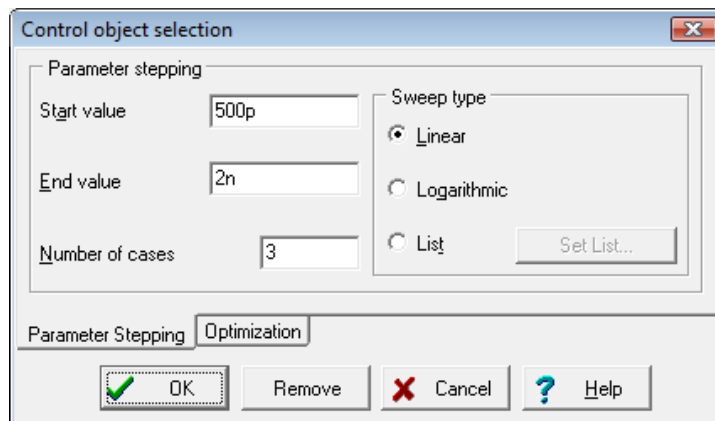 Control object selection
Parameter stepping
Start value
500p
End value
2n
Number of cases
3
Sweep type
Linear
Logarithmic
List
Set List...
Parameter Stepping
Optimization
OK
Remove
Cancel
Help